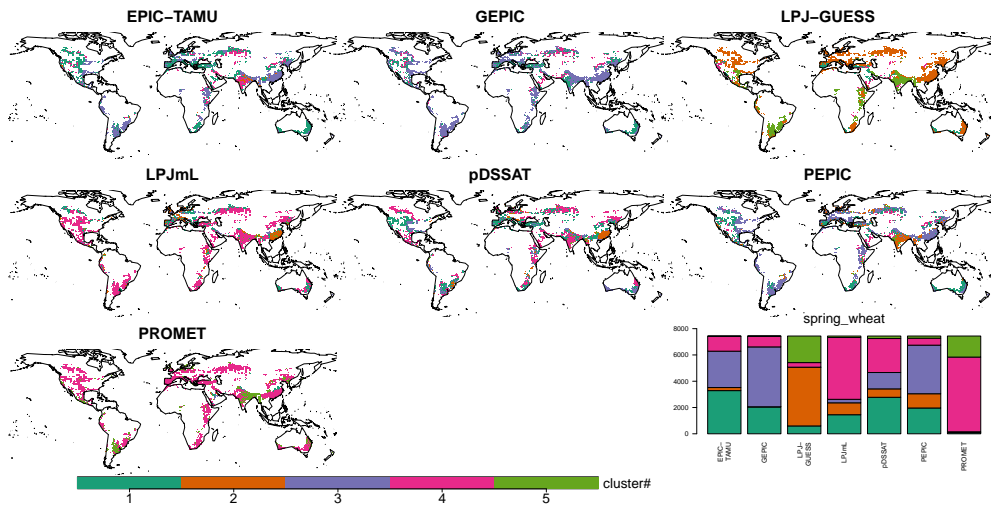 EPIC−TAMU
GEPIC
LPJ−GUESS
LPJmL
pDSSAT
PEPIC
PROMET
spring_wheat
8000
6000
4000
2000
0
EPIC−
TAMU
GEPIC
LPJ−
GUESS
LPJmL
pDSSAT
PEPIC
PROMET
cluster#
1 2 3 4 5